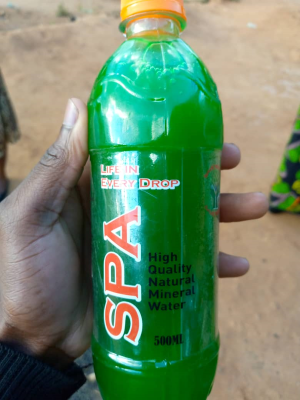 LIFE IN
EVERY DROP
SPA
High
Quality
Natural
Mineral
Water
500ML